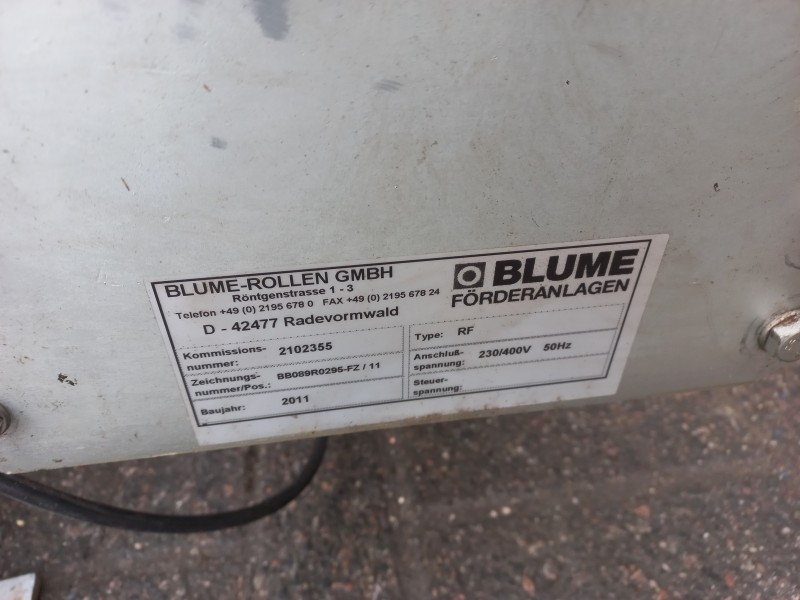 BLUME-ROLLEN GMBH
Röntgenstrasse 1 - 3
Telefon +49 (0) 2195 678 0 FAX +49 (0) 2195 678 24
D - 42477 Radevormwald
BLUME
FÖRDERANLAGEN
Kommissions-
nummer: 2102355
Zeichnungs-
nummer/Pos.: BB089R0295-FZ / 11
Baujahr: 2011
Type: RF
Anschluß-
spannung: 230/400V 50Hz
Steuer-
spannung: